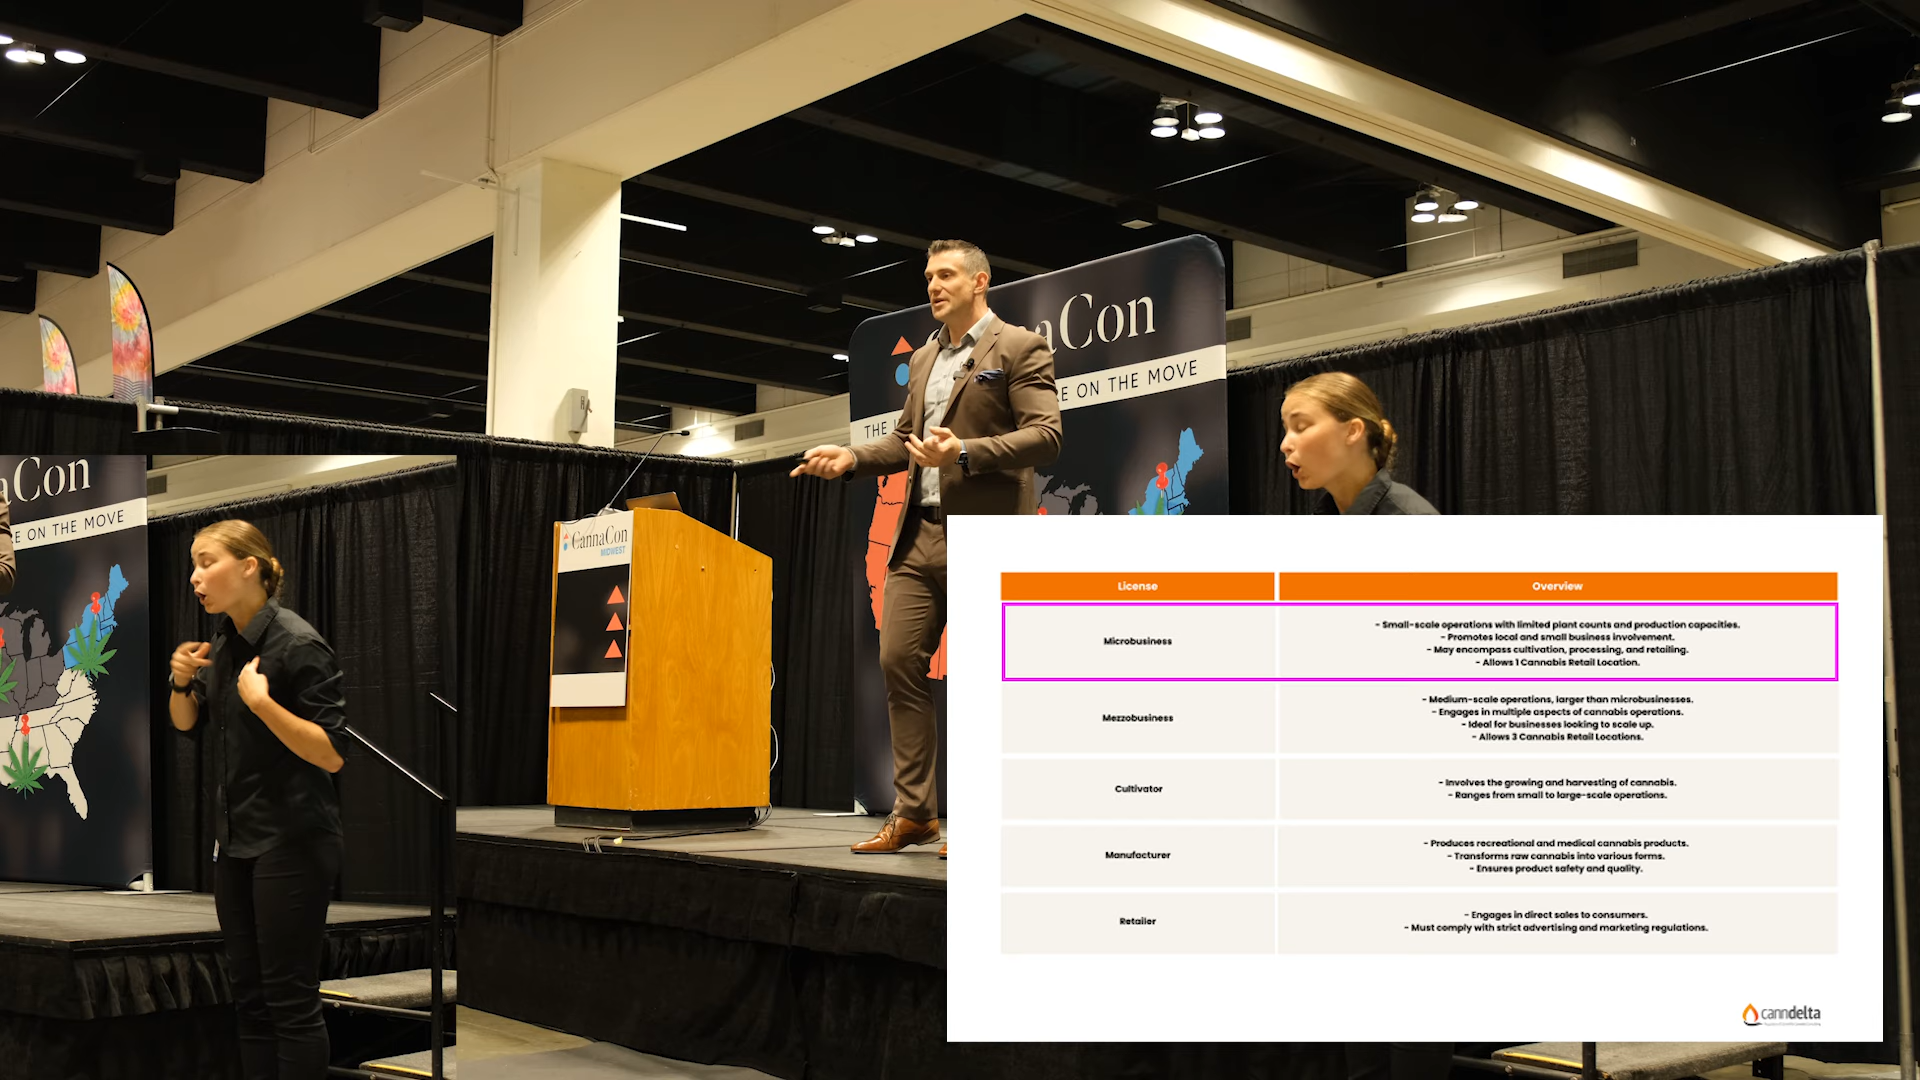 aCon
THE
RE ON THE MOVE
aCon
E ON THE MOVE
CannaCon
MIDWEST
License
Overview
Microbusiness
- Small-scale operations with limited plant counts and production capacities.
- Promotes local and small business involvement.
- May encompass cultivation, processing, and retailing.
- Allows 1 Cannabis Retail Location.
Mezzobusiness
- Medium-scale operations, larger than microbusinesses.
- Engages in multiple aspects of cannabis operations.
- Ideal for businesses looking to scale up.
- Allows 3 Cannabis Retail Locations.
Cultivator
- Involves the growing and harvesting of cannabis.
- Ranges from small to large-scale operations.
Manufacturer
- Produces recreational and medical cannabis products.
- Transforms raw cannabis into various forms.
- Ensures product safety and quality.
Retailer
- Engages in direct sales to consumers.
- Must comply with strict advertising and marketing regulations.
canndelta